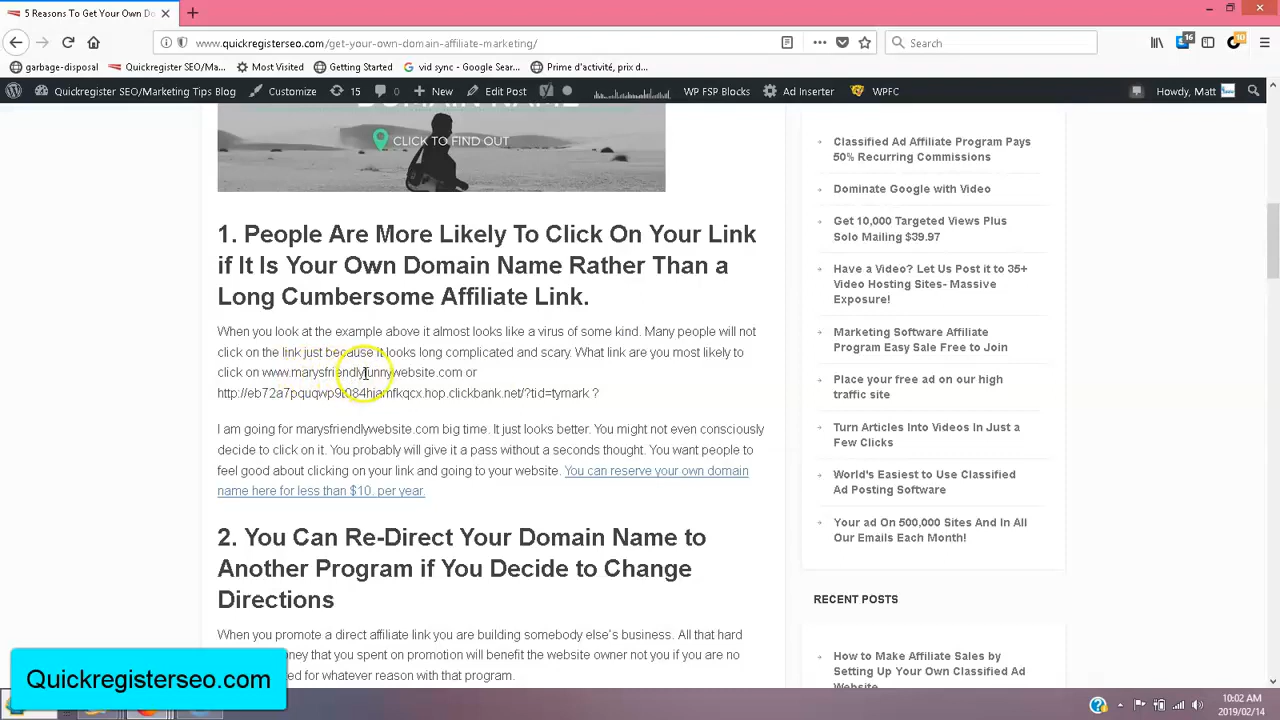 5 Reasons To Get Your Own Do
www.quickregisterseo.com/get-your-own-domain-affiliate-marketing/
Search
16
10
garbage-disposal
Quickregister SEO/Ma...
Most Visited
Getting Started
vid sync - Google Sear...
Prime d'activité, prix d...
Quickregister SEO/Marketing Tips Blog
Customize
15
0
New
Edit Post
WP FSP Blocks
Ad Inserter
WPFC
Howdy, Matt
DOMAIN NAME
CLICK TO FIND OUT
1. People Are More Likely To Click On Your Link
if It Is Your Own Domain Name Rather Than a
Long Cumbersome Affiliate Link.
When you look at the example above it almost looks like a virus of some kind. Many people will not
click on the link just because it looks long complicated and scary. What link are you most likely to
click on www.marysfriendlyfunnywebsite.com or
http://eb72a7pquqwp9t084hjamfkqcx.hop.clickbank.net/?tid=tymark ?
I am going for marysfriendlywebsite.com big time. It just looks better. You might not even consciously
decide to click on it. You probably will give it a pass without a seconds thought. You want people to
feel good about clicking on your link and going to your website. You can reserve your own domain
name here for less than $10. per year.
2. You Can Re-Direct Your Domain Name to
Another Program if You Decide to Change
Directions
When you promote a direct affiliate link you are building somebody else's business. All that hard
ney that you spent on promotion will benefit the website owner not you if you are no
ed for whatever reason with that program.
Classified Ad Affiliate Program Pays
50% Recurring Commissions
Dominate Google with Video
Get 10,000 Targeted Views Plus
Solo Mailing $39.97
Have a Video? Let Us Post it to 35+
Video Hosting Sites- Massive
Exposure!
Marketing Software Affiliate
Program Easy Sale Free to Join
Place your free ad on our high
traffic site
Turn Articles Into Videos In Just a
Few Clicks
World's Easiest to Use Classified
Ad Posting Software
Your ad On 500,000 Sites And In All
Our Emails Each Month!
RECENT POSTS
How to Make Affiliate Sales by
Setting Up Your Own Classified Ad
Website
Quickregisterseo.com
10:02 AM
2019/02/14